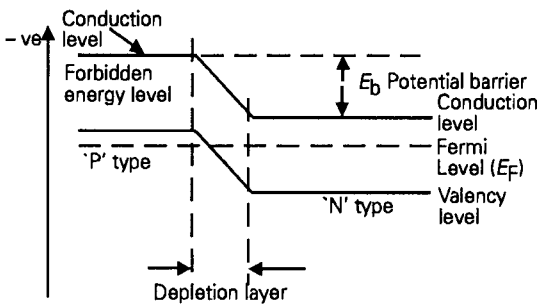 Conduction
level
– ve
Forbidden
energy level
E_b Potential barrier
Conduction
level
Fermi
Level (E_F)
`P' type
`N' type
Valency
level
Depletion layer